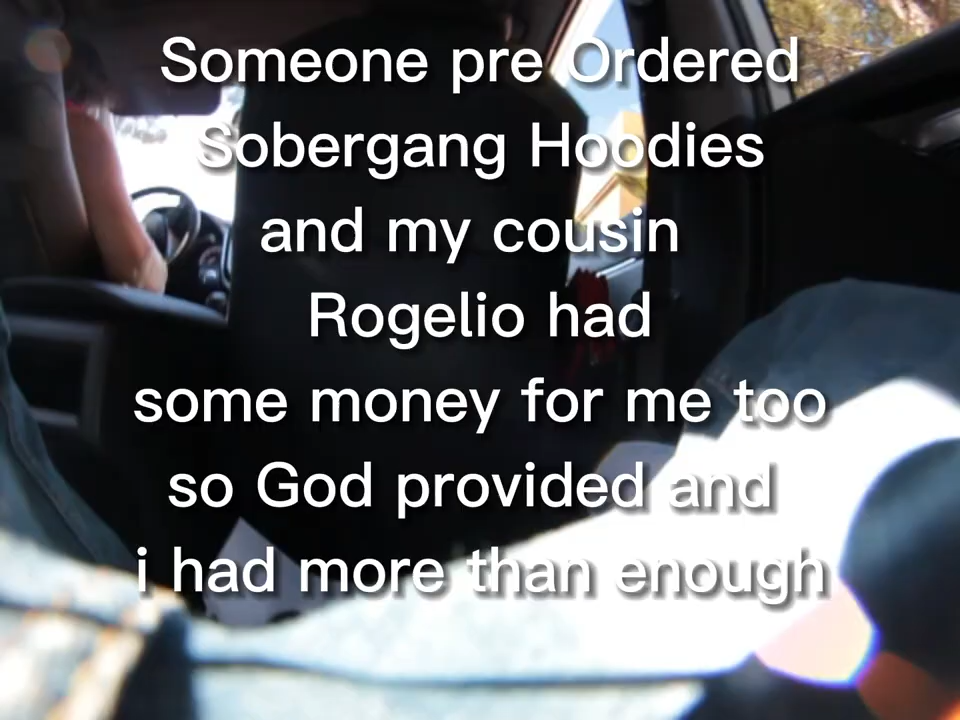 Someone pre Ordered
Sobergang Hoodies
and my cousin
Rogelio had
some money for me too
so God provided and
i had more than enough